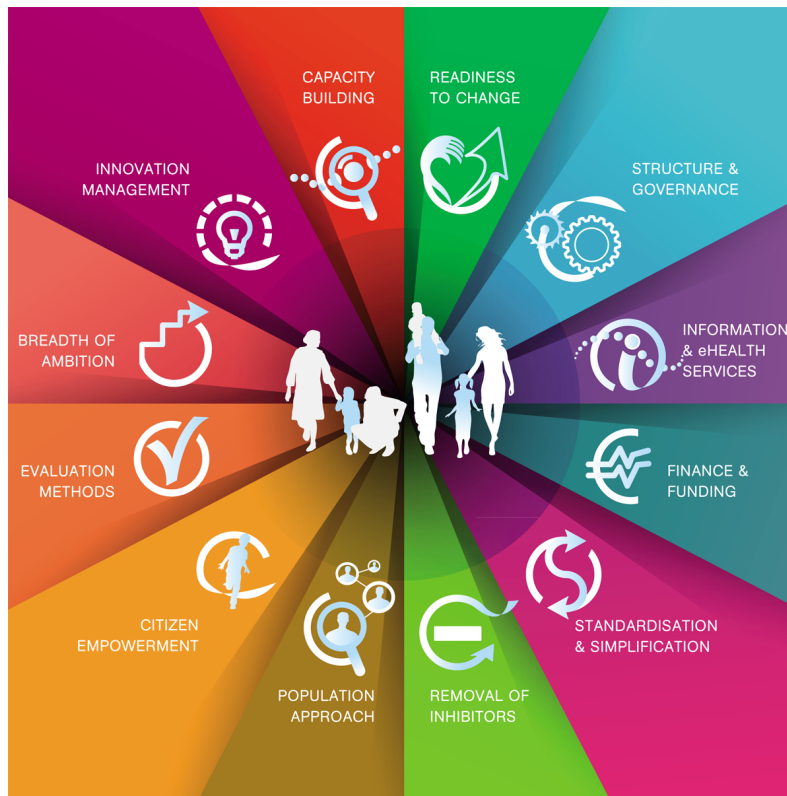 CAPACITY
BUILDING
READINESS
TO CHANGE
INNOVATION
MANAGEMENT
STRUCTURE &
GOVERNANCE
BREADTH OF
AMBITION
INFORMATION
& eHEALTH
SERVICES
EVALUATION
METHODS
FINANCE &
FUNDING
CITIZEN
EMPOWERMENT
STANDARDISATION
& SIMPLIFICATION
POPULATION
APPROACH
REMOVAL OF
INHIBITORS